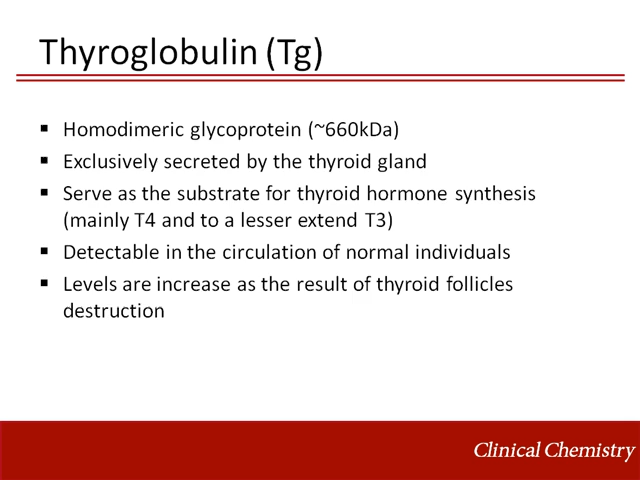 Thyroglobulin (Tg)
▪ Homodimeric glycoprotein (~660kDa)
▪ Exclusively secreted by the thyroid gland
▪ Serve as the substrate for thyroid hormone synthesis
(mainly T4 and to a lesser extend T3)
▪ Detectable in the circulation of normal individuals
▪ Levels are increase as the result of thyroid follicles
destruction
Clinical Chemistry